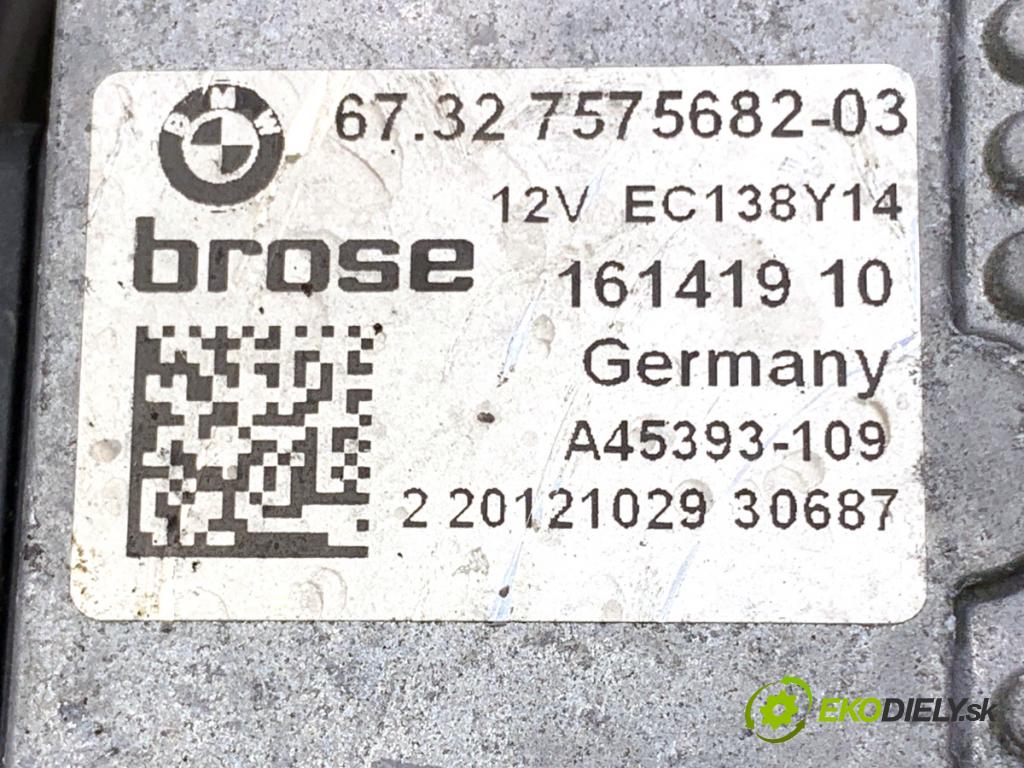 BMW
67.32 7575682-03
12V EC138Y14
brose
161419 10
Germany
A45393-109
2 20121029 30687
EKODIELY.sk